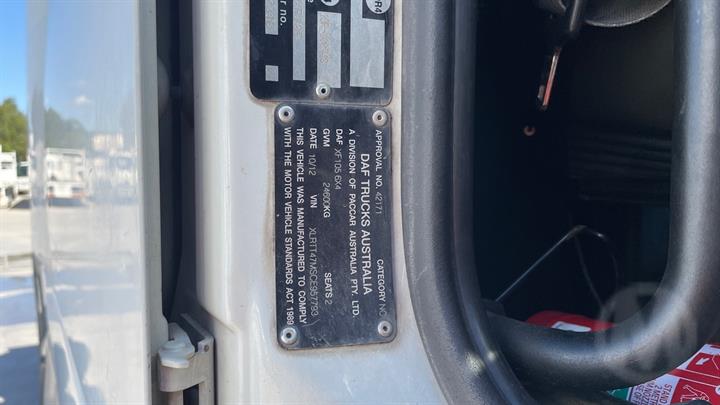 APPROVAL NO. 42171 CATEGORY NC
DAF TRUCKS AUSTRALIA
A DIVISION OF PACCAR AUSTRALIA PTY. LTD.
DAF XF105 6X4
GVM 24600KG SEATS 2
DATE 10/12 VIN XLRTT47MSCE957793
THIS VEHICLE WAS MANUFACTURED TO COMPLY
WITH THE MOTOR VEHICLE STANDARDS ACT 1989